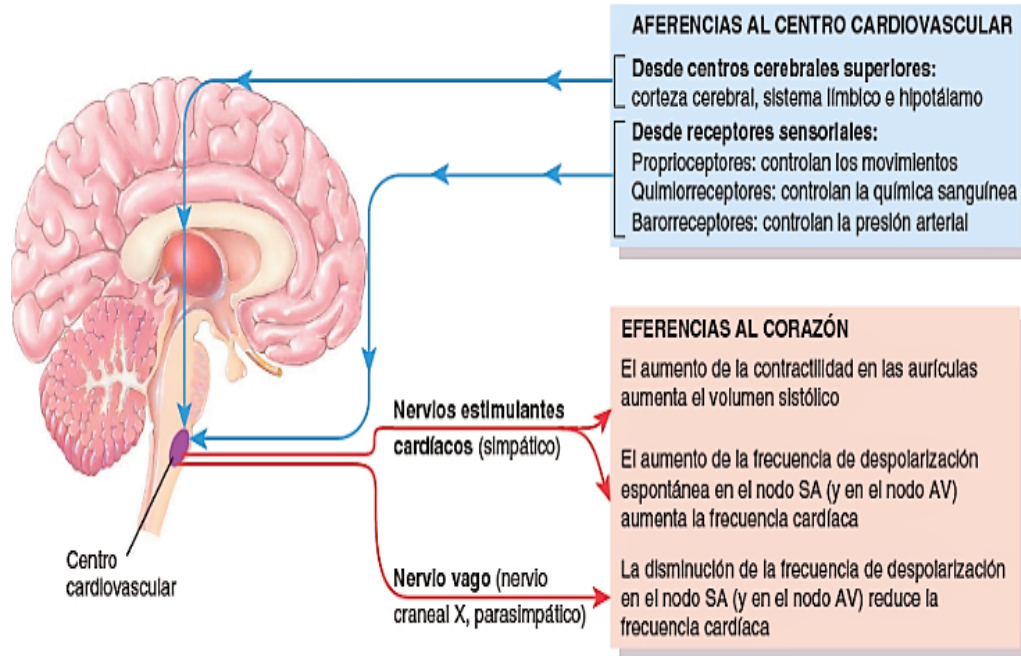 AFERENCIAS AL CENTRO CARDIOVASCULAR
Desde centros cerebrales superiores:
corteza cerebral, sistema límbico e hipotálamo
Desde receptores sensoriales:
Proprioceptores: controlan los movimientos
Quimiorreceptores: controlan la química sanguínea
Barorreceptores: controlan la presión arterial
EFERENCIAS AL CORAZÓN
El aumento de la contractilidad en las aurículas
aumenta el volumen sistólico
El aumento de la frecuencia de despolarización
espontánea en el nodo SA (y en el nodo AV)
aumenta la frecuencia cardíaca
La disminución de la frecuencia de despolarización
en el nodo SA (y en el nodo AV) reduce la
frecuencia cardíaca
Nervios estimulantes
cardíacos (simpático)
Nervio vago (nervio
craneal X, parasimpático)
Centro
cardiovascular